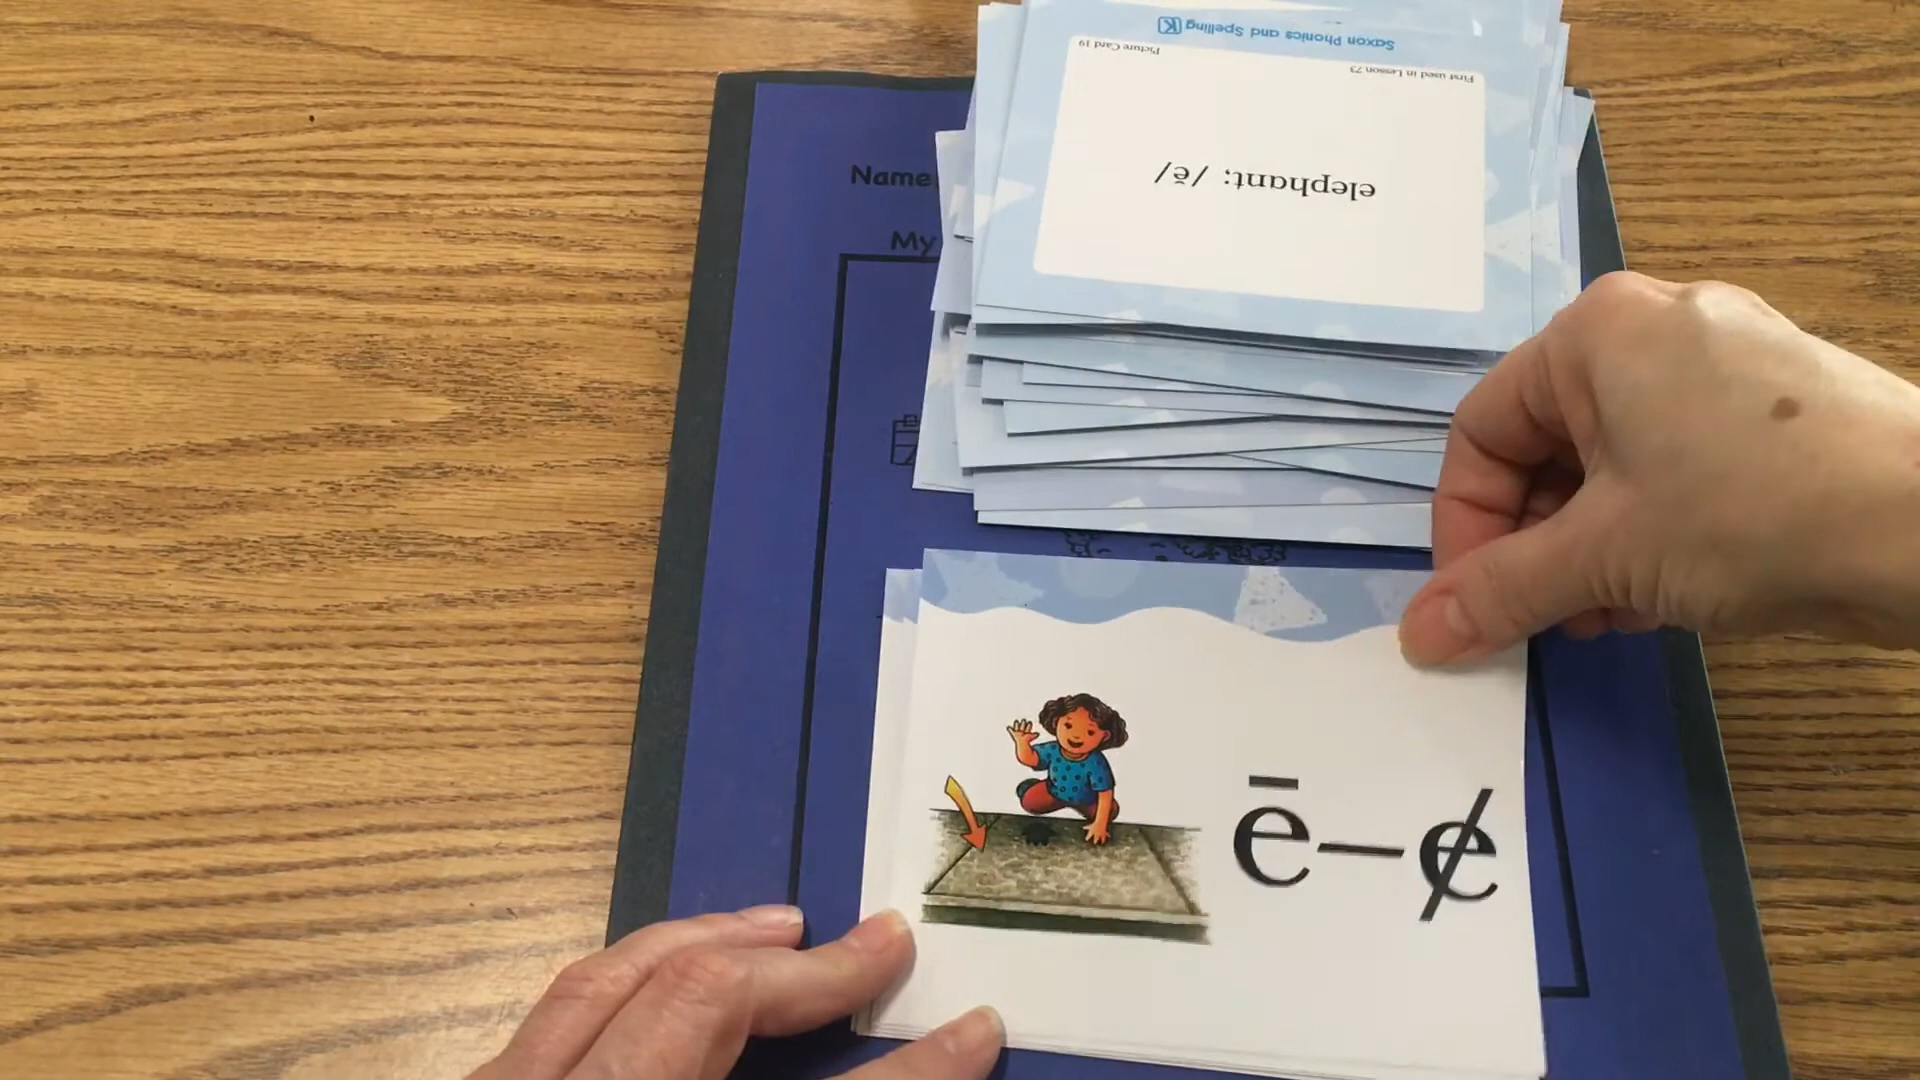 Saxon Phonics and Spelling K
Picture Card 19
First used in Lesson 73
elephant; /ĕ/
Name
My
ē–e̸